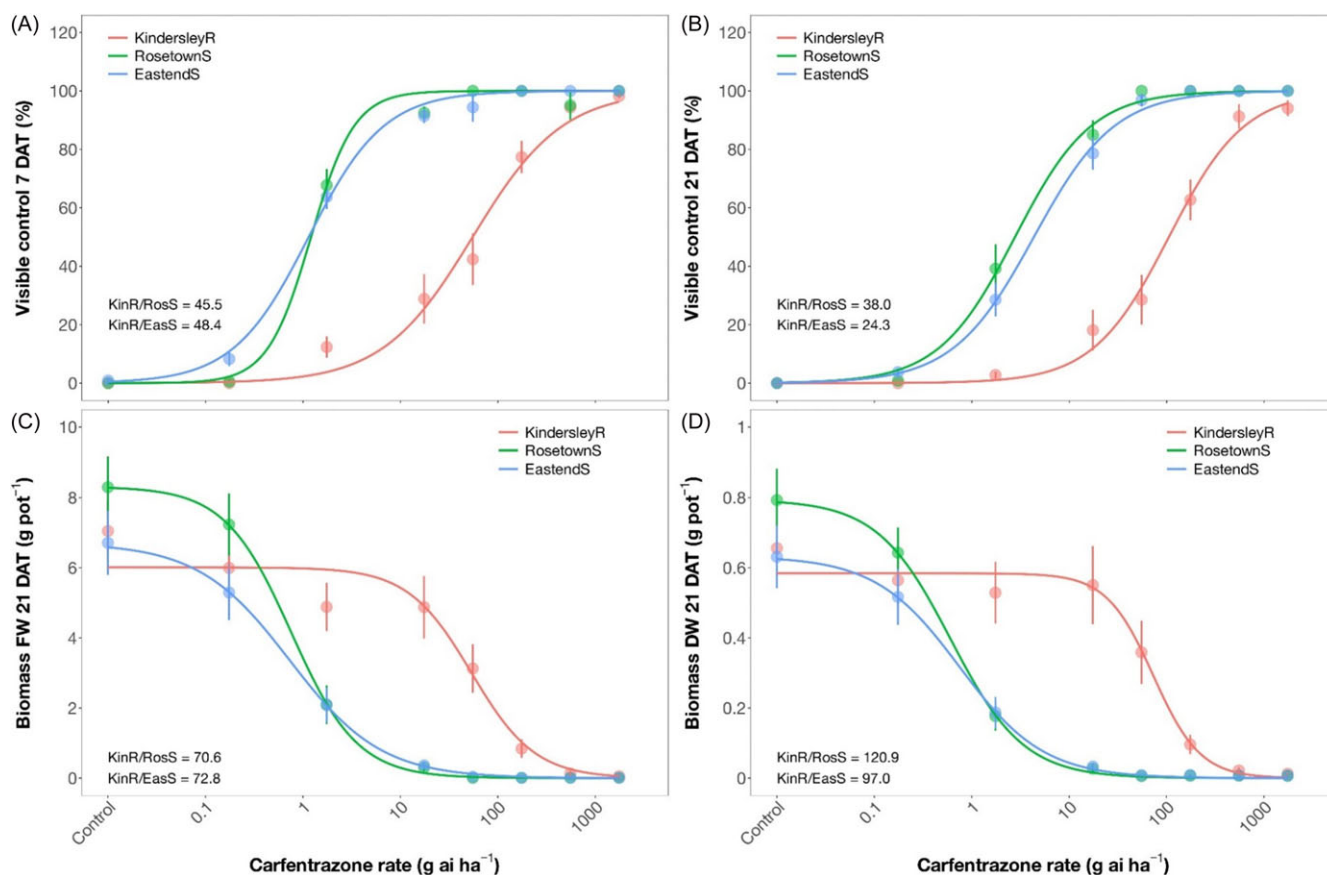 (A)
KindersleyR
RosetownS
EastendS
120
100
80
60
40
20
0
Visible control 7 DAT (%)
KinR/RosS = 45.5
KinR/EasS = 48.4
(B)
KindersleyR
RosetownS
EastendS
120
100
80
60
40
20
0
Visible control 21 DAT (%)
KinR/RosS = 38.0
KinR/EasS = 24.3
(C)
KindersleyR
RosetownS
EastendS
10
8
6
4
2
0
Biomass FW 21 DAT (g pot⁻¹)
KinR/RosS = 70.6
KinR/EasS = 72.8
Control
0.1
1
10
100
1000
Carfentrazone rate (g ai ha⁻¹)
(D)
KindersleyR
RosetownS
EastendS
1
0.8
0.6
0.4
0.2
0
Biomass DW 21 DAT (g pot⁻¹)
KinR/RosS = 120.9
KinR/EasS = 97.0
Control
0.1
1
10
100
1000
Carfentrazone rate (g ai ha⁻¹)